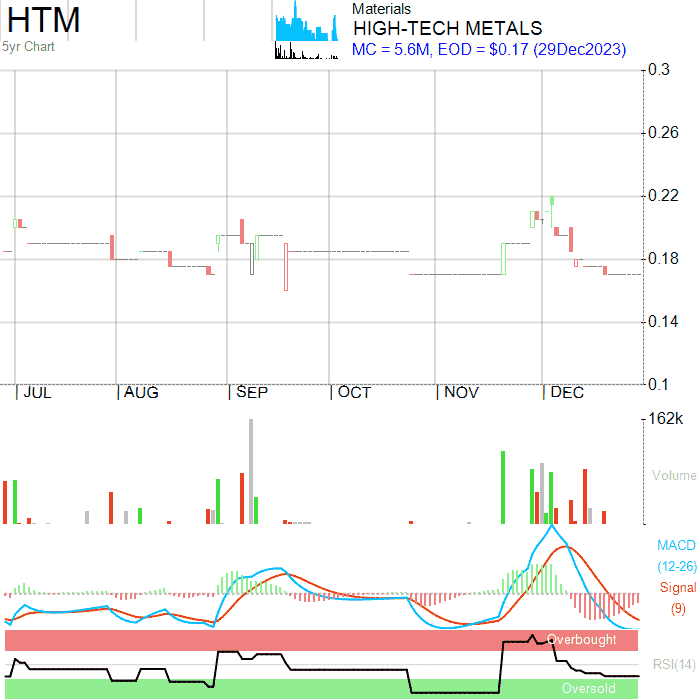 HTM
5yr Chart
Materials
HIGH-TECH METALS
MC = 5.6M, EOD = $0.17 (29Dec2023)
0.3
0.26
0.22
0.18
0.14
0.1
JUL AUG SEP OCT NOV DEC
162k
Volume
MACD
(12-26)
Signal
(9)
Overbought
RSI(14)
Oversold